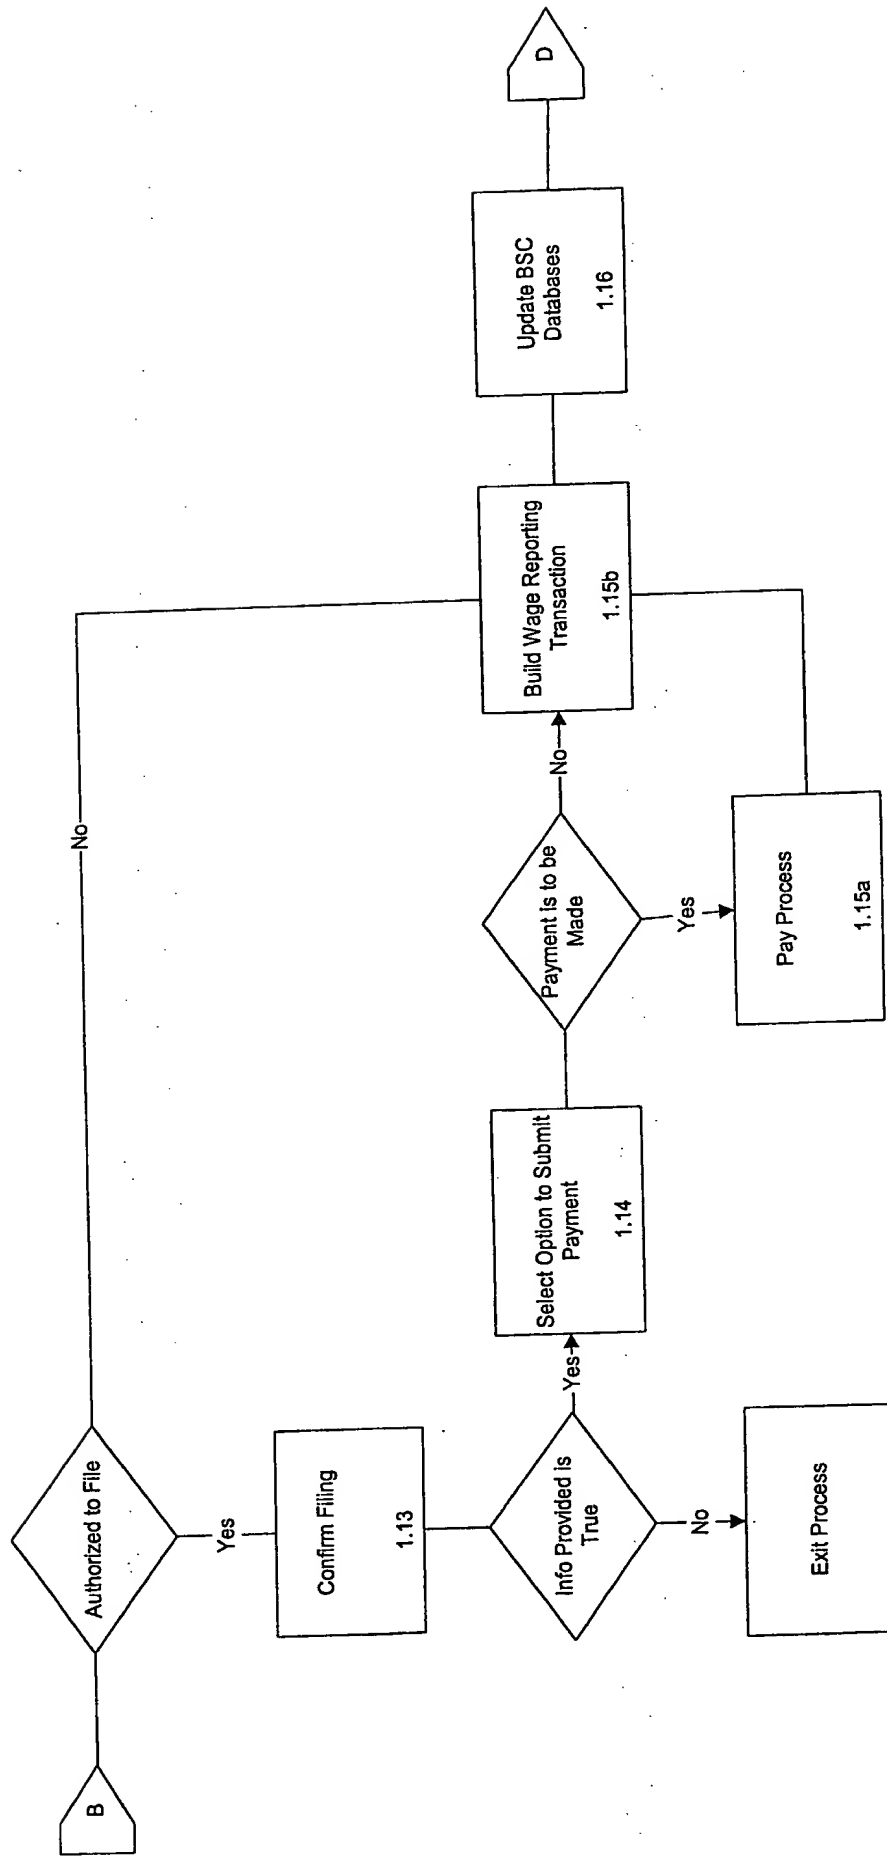 B
Authorized to File
No
Yes
Confirm Filing
1.13
Info Provided is
True
Yes
No
Exit Process
Select Option to Submit
Payment
1.14
Payment is to be
Made
No
Yes
Pay Process
1.15a
Build Wage Reporting
Transaction
1.15b
Update BSC
Databases
1.16
D